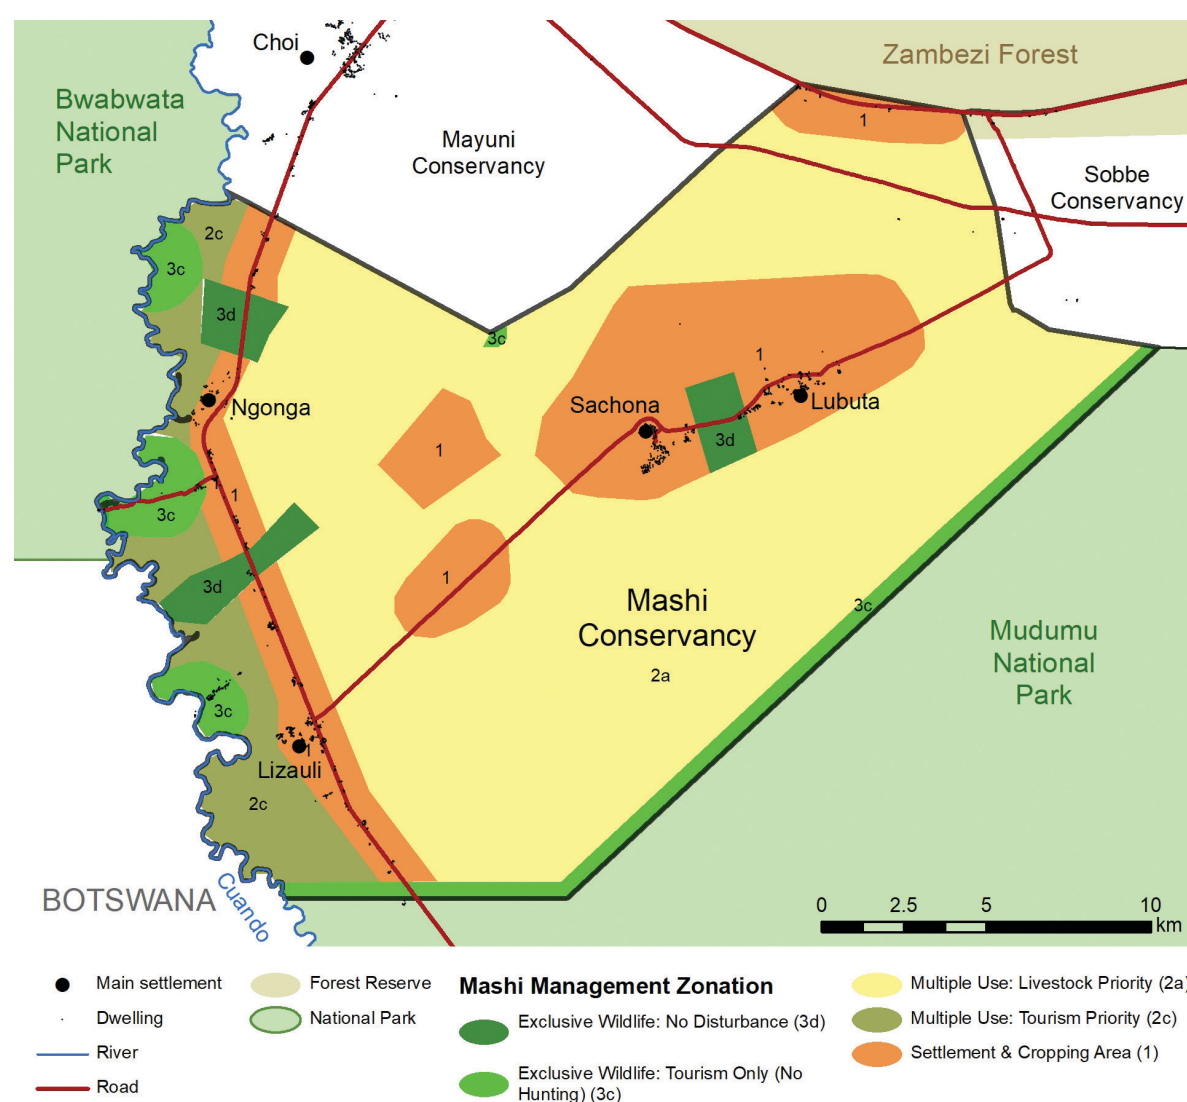 Choi
Zambezi Forest
Bwabwata
National
Park
Mayuni
Conservancy
1
Sobbe
Conservancy
2c
3c
3d
3c
1
Ngonga
Sachona
Lubuta
3d
1
1
3c
3d
1
Mashi
Conservancy
2a
3c
Mudumu
National
Park
3c
1
Lizauli
2c
BOTSWANA
Cuando
0 2.5 5 10
km
Main settlement
Dwelling
River
Road
Forest Reserve
National Park
Mashi Management Zonation
Exclusive Wildlife: No Disturbance (3d)
Exclusive Wildlife: Tourism Only (No
Hunting) (3c)
Multiple Use: Livestock Priority (2a)
Multiple Use: Tourism Priority (2c)
Settlement & Cropping Area (1)